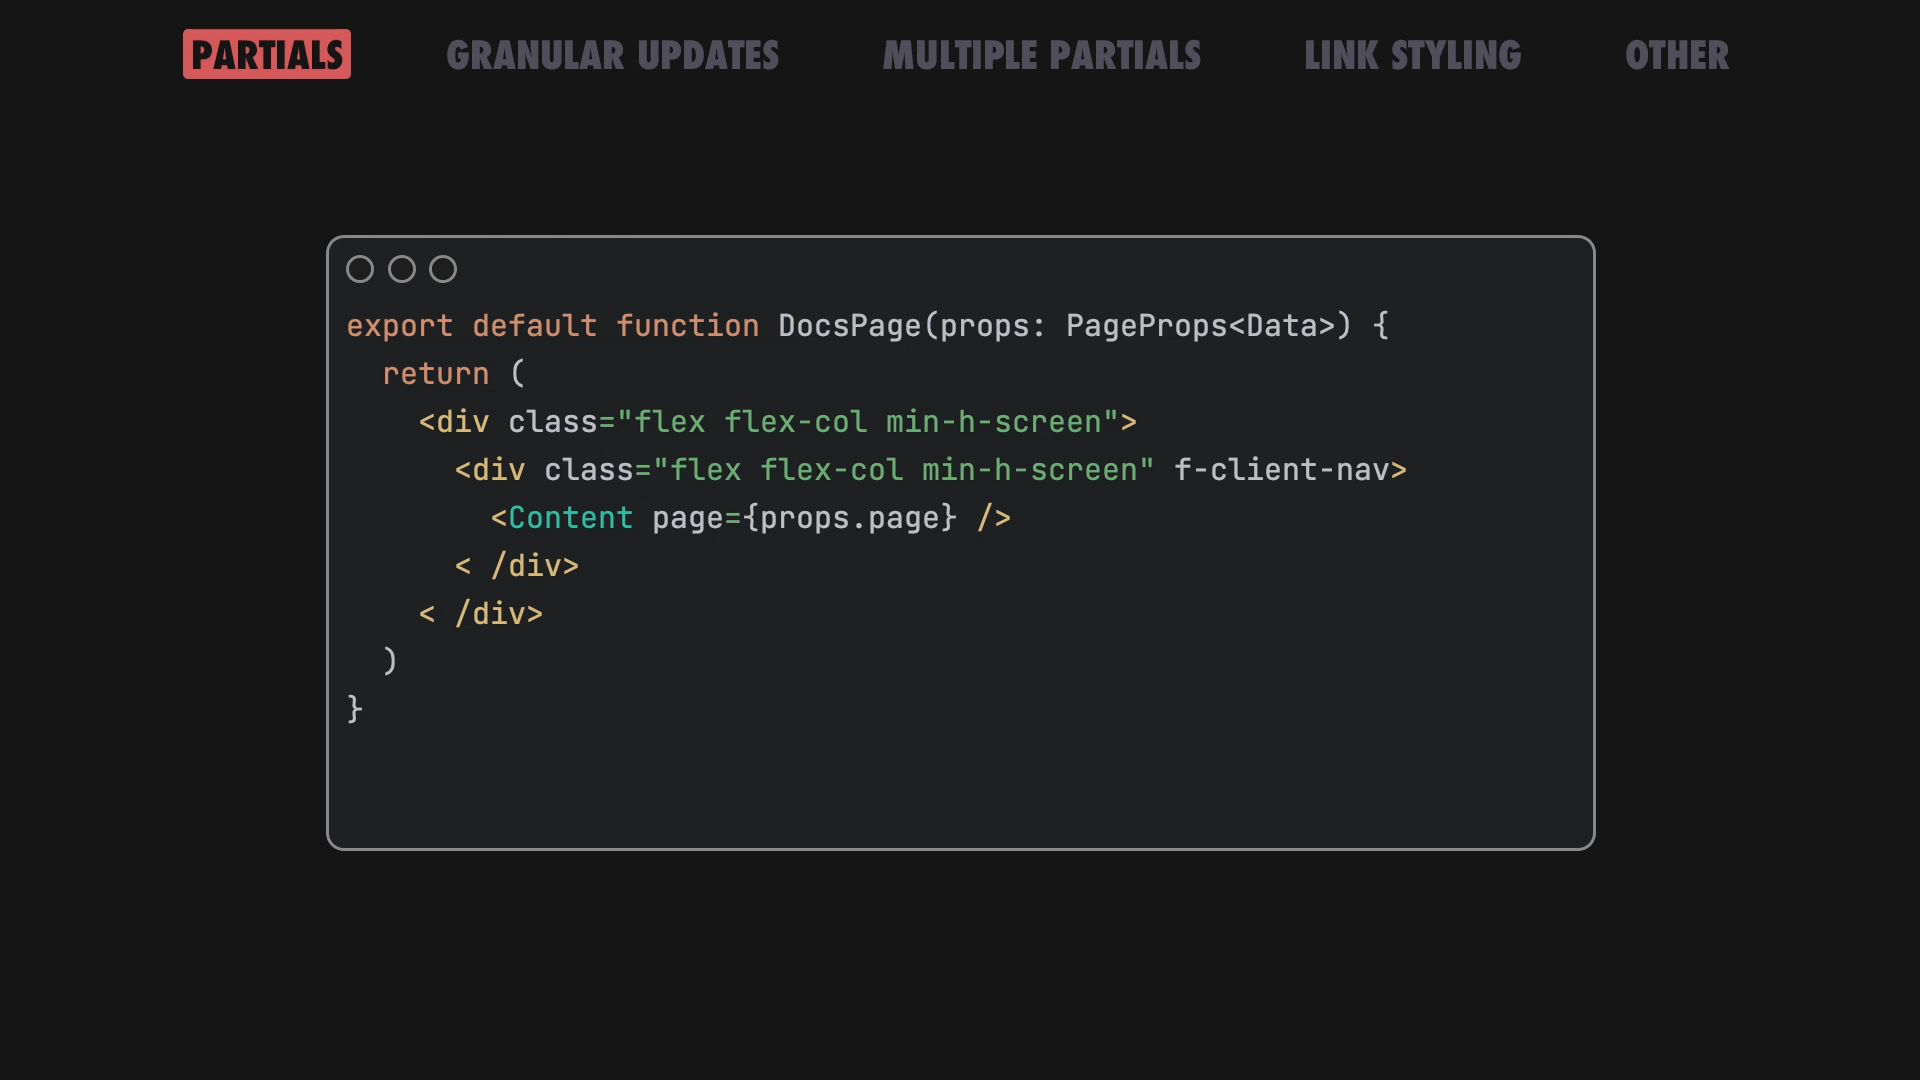 PARTIALS GRANULAR UPDATES MULTIPLE PARTIALS LINK STYLING OTHER
export default function DocsPage(props: PageProps<Data>) {
  return (
    <div class="flex flex-col min-h-screen">
      <div class="flex flex-col min-h-screen" f-client-nav>
        <Content page={props.page} />
      < /div>
    < /div>
  )
}